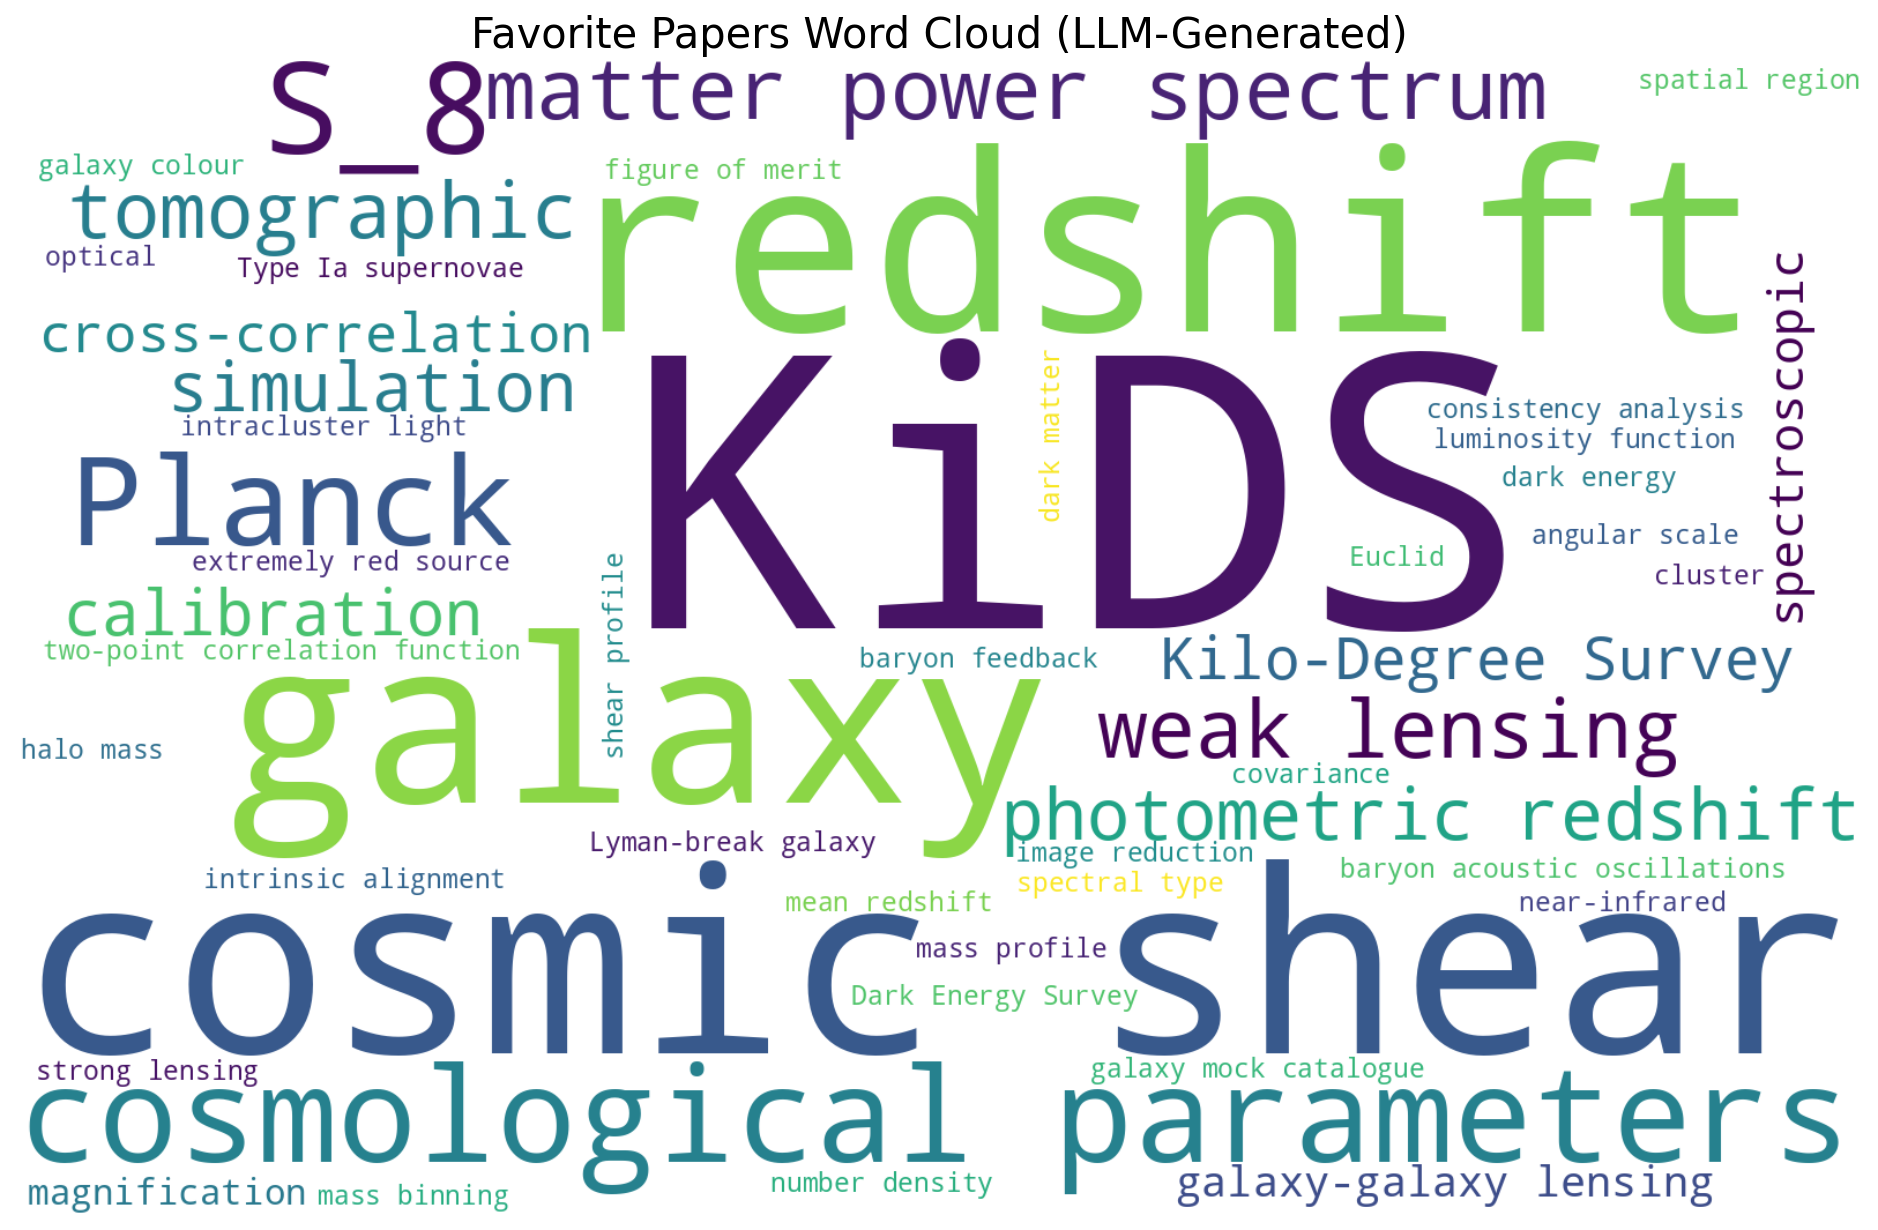 Favorite Papers Word Cloud (LLM-Generated)
S_8
matter power spectrum
spatial region
galaxy colour
figure of merit
tomographic
redshift
optical
Type Ia supernovae
spectroscopic
cross-correlation
simulation
KiDS
dark matter
consistency analysis
intracluster light
luminosity function
Planck
dark energy
angular scale
extremely red source
Euclid
cluster
calibration
shear profile
two-point correlation function
galaxy
baryon feedback
Kilo-Degree Survey
weak lensing
halo mass
covariance
photometric redshift
Lyman-break galaxy
image reduction
intrinsic alignment
spectral type
baryon acoustic oscillations
mean redshift
near-infrared
cosmic shear
mass profile
Dark Energy Survey
strong lensing
galaxy mock catalogue
cosmological parameters
magnification
mass binning
number density
galaxy-galaxy lensing